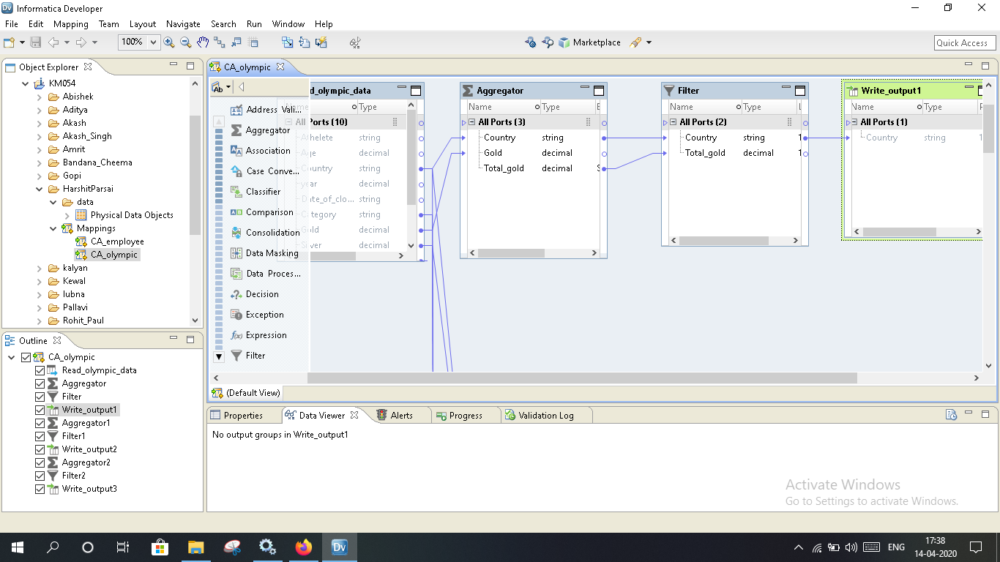 Informatica Developer
File Edit Mapping Team Layout Navigate Search Run Window Help
100% Marketplace Quick Access
Object Explorer
KM054
Abishek
Aditya
Akash
Akash_Singh
Amrit
Bandana_Cheema
Gopi
HarshitParsai
data
Physical Data Objects
Mappings
CA_employee
CA_olympic
kalyan
Kewal
lubna
Pallavi
Rohit_Paul
Outline
CA_olympic
Read_olympic_data
Aggregator
Filter
Write_output1
Aggregator1
Filter1
Write_output2
Aggregator2
Filter2
Write_output3
CA_olympic
Ab
Address Vali...
Aggregator
Association
Case Conve...
Classifier
Comparison
Consolidation
Data Masking
Data Proces...
Decision
Exception
Expression
Filter
d_olympic_data
Type
All Ports (10)
Athelete string
Age decimal
Country string
year decimal
Date_of_clo... string
Category string
Gold decimal
Silver decimal
Aggregator
Name Type
All Ports (3)
Country string
Gold decimal
Total_gold decimal
Filter
Name Type
All Ports (2)
Country string 1
Total_gold decimal 1
Write_output1
Name Type
All Ports (1)
Country string 1
(Default View)
Properties Data Viewer Alerts Progress Validation Log
No output groups in Write_output1
Activate Windows
Go to Settings to activate Windows.
Dv
ENG
17:38
14-04-2020